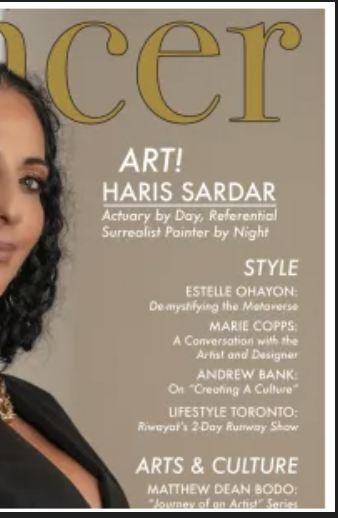 ncer
ART!
HARIS SARDAR
Actuary by Day, Referential
Surrealist Painter by Night
STYLE
ESTELLE OHAYON:
De-mystifying the Metaverse
MARIE COPPS:
A Conversation with the
Artist and Designer
ANDREW BANK:
On "Creating A Culture"
LIFESTYLE TORONTO:
Riwayat's 2-Day Runway Show
ARTS & CULTURE
MATTHEW DEAN BODO:
"Journey of an Artist" Series